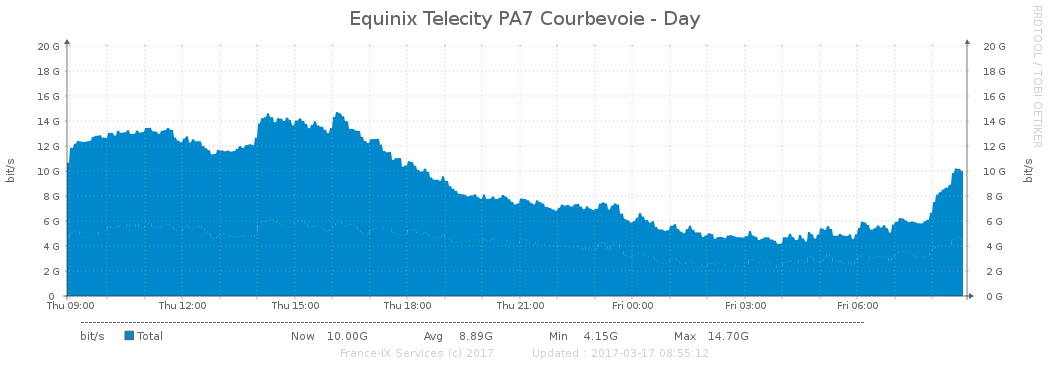 Equinix Telecity PA7 Courbevoie - Day
RRDTOOL / TOBI OETIKER
bit/s
20 G 20 G
18 G 18 G
16 G 16 G
14 G 14 G
12 G 12 G
10 G 10 G
8 G 8 G
6 G 6 G
4 G 4 G
2 G 2 G
0 0 G
bit/s
Thu 09:00 Thu 12:00 Thu 15:00 Thu 18:00 Thu 21:00 Fri 00:00 Fri 03:00 Fri 06:00
bit/s Total Now 10.00G Avg 8.89G Min 4.15G Max 14.70G
France-IX Services (c) 2017 Updated : 2017-03-17 08:55:12